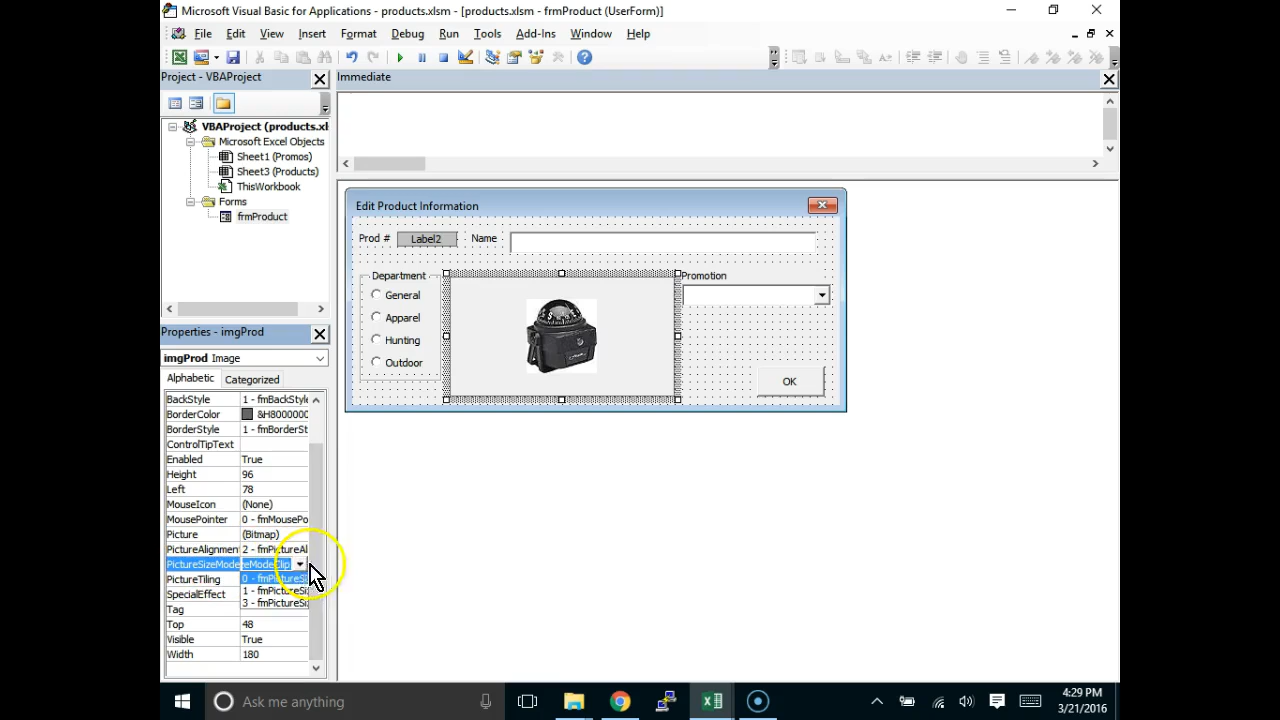 Microsoft Visual Basic for Applications - products.xlsm - [products.xlsm - frmProduct (UserForm)]
File Edit View Insert Format Debug Run Tools Add-Ins Window Help
Project - VBAProject
Immediate
VBAProject (products.xl
Microsoft Excel Objects
Sheet1 (Promos)
Sheet3 (Products)
ThisWorkbook
Forms
frmProduct
Edit Product Information
Prod # Label2 Name
Department
General
Apparel
Hunting
Outdoor
Promotion
OK
Properties - imgProd
imgProd Image
Alphabetic Categorized
BackStyle 1 - fmBackStyle
BorderColor &H8000000
BorderStyle 1 - fmBorderSt
ControlTipText
Enabled True
Height 96
Left 78
MouseIcon (None)
MousePointer 0 - fmMousePo
Picture (Bitmap)
PictureAlignment 2 - fmPictureAl
PictureSizeMode eModeClip
PictureTiling 0 - fmPictureSi
SpecialEffect 1 - fmPictureSi
3 - fmPictureSi
Tag
Top 48
Visible True
Width 180
Ask me anything
4:29 PM
3/21/2016